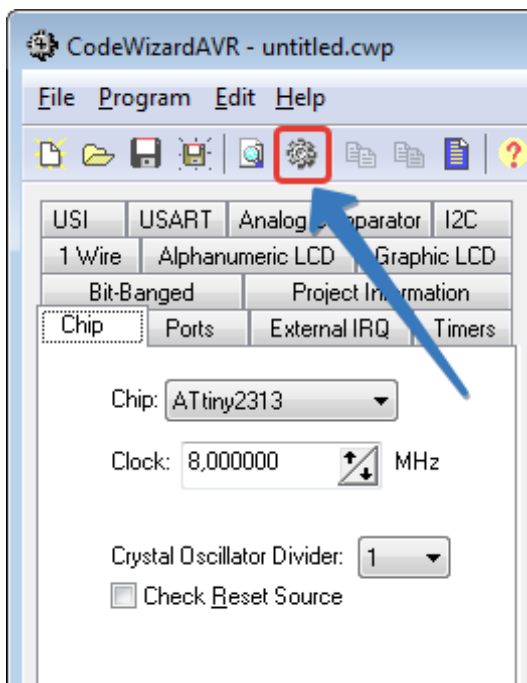 CodeWizardAVR - untitled.cwp
File Program Edit Help
?
USI USART Analog Comparator I2C
1 Wire Alphanumeric LCD Graphic LCD
Bit-Banged Project Information
Chip Ports External IRQ Timers
Chip: ATtiny2313
Clock: 8,000000 MHz
Crystal Oscillator Divider: 1
Check Reset Source